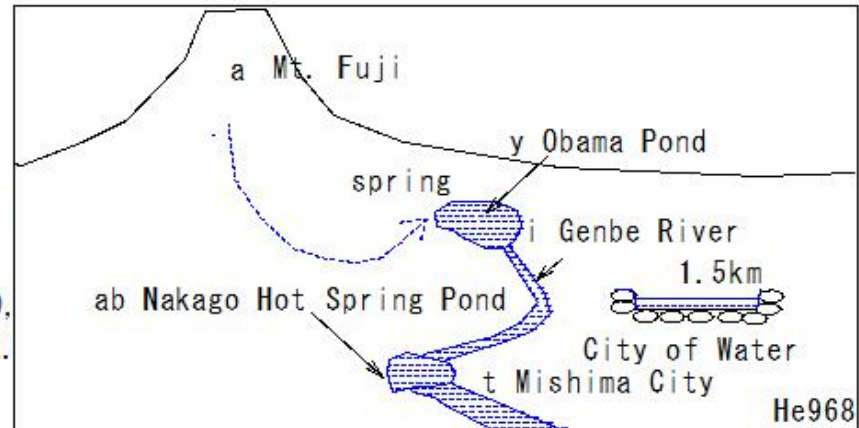 a Mt. Fuji
y Obama Pond
spring
i Genbe River
1.5km
ab Nakago Hot Spring Pond
City of Water
t Mishima City
He968